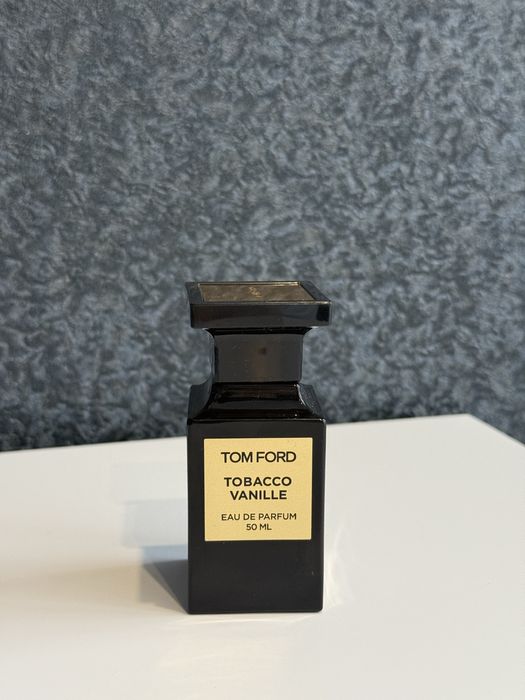 TOM FORD
TOBACCO
VANILLE
EAU DE PARFUM
50 ML